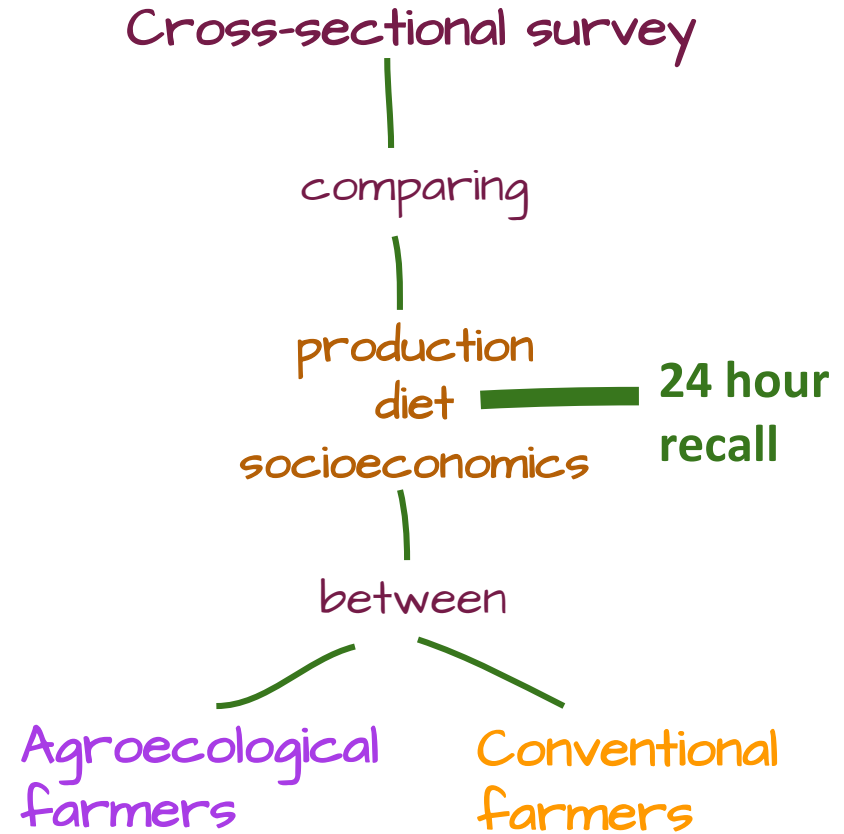 Cross-sectional survey
comparing
production
diet
socioeconomics
24 hour
recall
between
Agroecological
farmers
Conventional
farmers